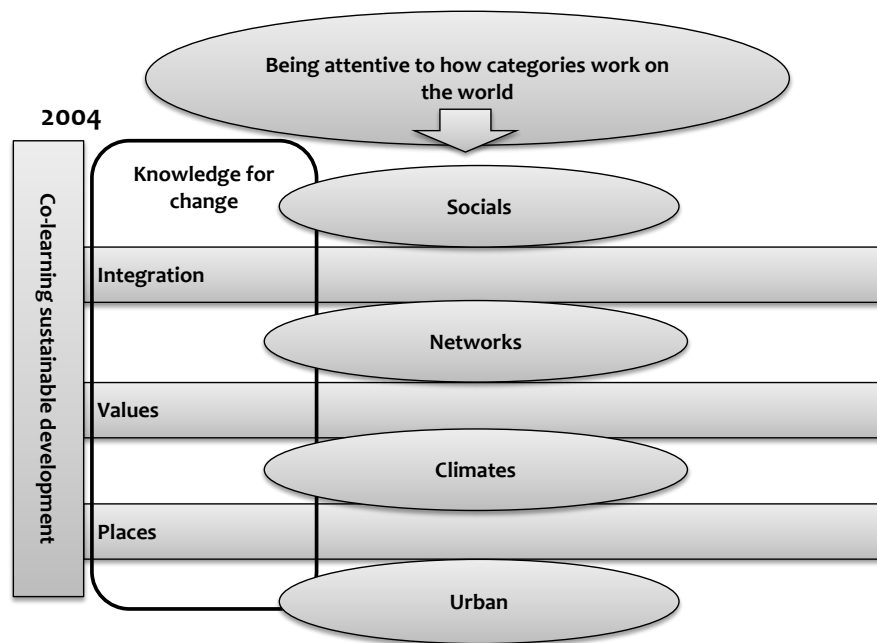 Being attentive to how categories work on
the world
2004
Co-learning sustainable development
Knowledge for
change
Socials
Integration
Networks
Values
Climates
Places
Urban